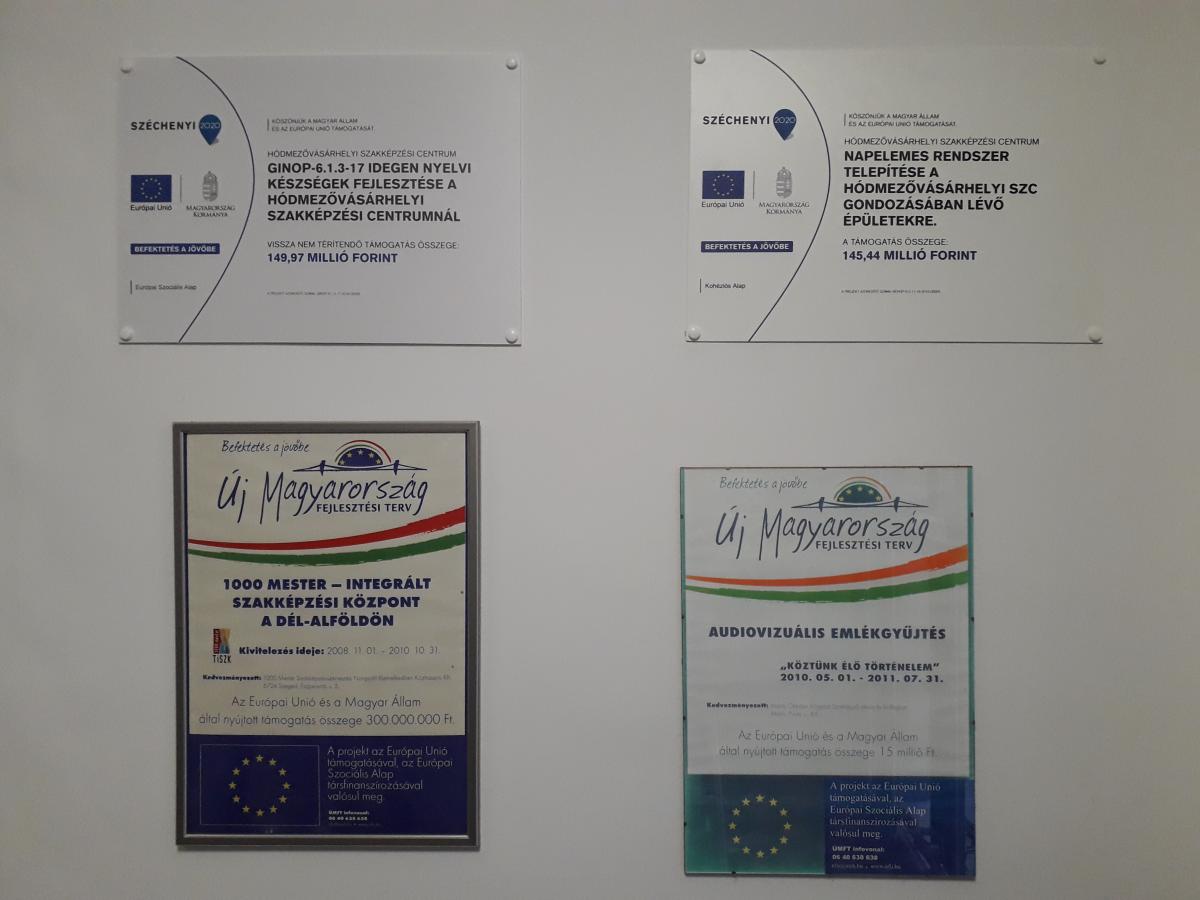 SZÉCHENYI 2020
KÖSZÖNJÜK A MAGYAR ÁLLAM
ÉS AZ EURÓPAI UNIÓ TÁMOGATÁSÁT.
HÓDMEZŐVÁSÁRHELYI SZAKKÉPZÉSI CENTRUM
GINOP-6.1.3-17 IDEGEN NYELVI
KÉSZSÉGEK FEJLESZTÉSE A
HÓDMEZŐVÁSÁRHELYI
SZAKKÉPZÉSI CENTRUMNÁL
Európai Unió
MAGYARORSZÁG
KORMÁNYA
VISSZA NEM TÉRÍTENDŐ TÁMOGATÁS ÖSSZEGE:
149,97 MILLIÓ FORINT
BEFEKTETÉS A JÖVŐBE
Európai Szociális Alap
SZÉCHENYI 2020
KÖSZÖNJÜK A MAGYAR ÁLLAM
ÉS AZ EURÓPAI UNIÓ TÁMOGATÁSÁT.
HÓDMEZŐVÁSÁRHELYI SZAKKÉPZÉSI CENTRUM
NAPELEMES RENDSZER
TELEPÍTÉSE A
HÓDMEZŐVÁSÁRHELYI SZC
GONDOZÁSÁBAN LÉVŐ
ÉPÜLETEKRE.
Európai Unió
MAGYARORSZÁG
KORMÁNYA
A TÁMOGATÁS ÖSSZEGE:
145,44 MILLIÓ FORINT
BEFEKTETÉS A JÖVŐBE
Kohéziós Alap
Befektetés a jövőbe
Új Magyarország
FEJLESZTÉSI TERV
1000 MESTER – INTEGRÁLT
SZAKKÉPZÉSI KÖZPONT
A DÉL-ALFÖLDÖN
TISZK
Kivitelezés ideje: 2008. 11. 01. - 2010. 10. 31.
Kedvezményezett: 1000 Mester
Az Európai Unió és a Magyar Állam
által nyújtott támogatás összege 300.000.000 Ft.
A projekt az Európai Unió
támogatásával, az Európai
Szociális Alap
társfinanszírozásával
valósul meg.
ÚMFT infovonal:
06 40 638 638
Befektetés a jövőbe
Új Magyarország
FEJLESZTÉSI TERV
AUDIOVIZUÁLIS EMLÉKGYŰJTÉS
„KÖZTÜNK ÉLŐ TÖRTÉNELEM"
2010. 05. 01. - 2011. 07. 31.
Kedvezményezett:
Az Európai Unió és a Magyar Állam
által nyújtott támogatás összege 15 millió Ft.
A projekt az Európai Unió
támogatásával, az
Európai Szociális Alap
társfinanszírozásával
valósul meg.
ÚMFT infovonal:
06 40 638 638